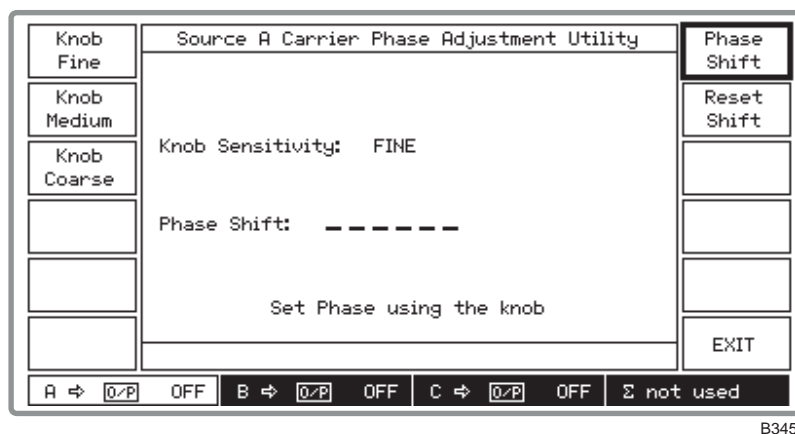 Knob
Fine
Source A Carrier Phase Adjustment Utility
Phase
Shift
Knob
Medium
Reset
Shift
Knob
Coarse
Knob Sensitivity: FINE
Phase Shift: _ _ _ _ _ _
Set Phase using the knob
EXIT
A ⇨ O/P OFF B ⇨ O/P OFF C ⇨ O/P OFF Σ not used
B345